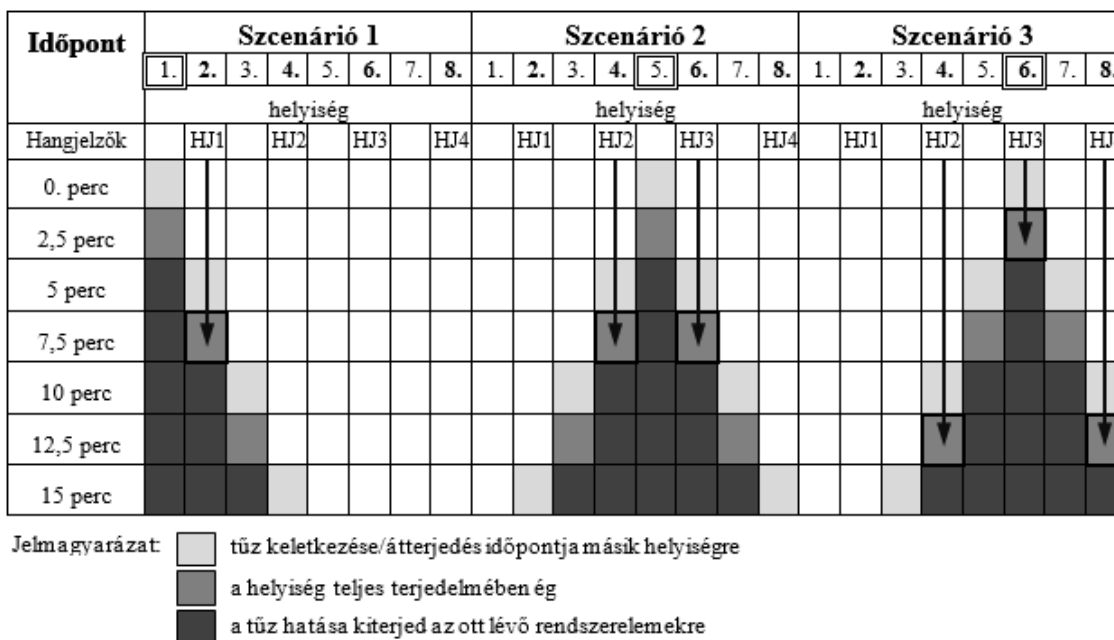 Időpont Szcenárió 1 Szcenárió 2 Szcenárió 3
1. 2. 3. 4. 5. 6. 7. 8. 1. 2. 3. 4. 5. 6. 7. 8. 1. 2. 3. 4. 5. 6. 7. 8.
helyiség helyiség helyiség
Hangjelzők HJ1 HJ2 HJ3 HJ4 HJ1 HJ2 HJ3 HJ4 HJ1 HJ2 HJ3
0. perc
2,5 perc
5 perc
7,5 perc
10 perc
12,5 perc
15 perc
Jelmagyarázat: tűz keletkezése/átterjedés időpontja másik helyiségre
a helyiség teljes terjedelmében ég
a tűz hatása kiterjed az ott lévő rendszerelemekre